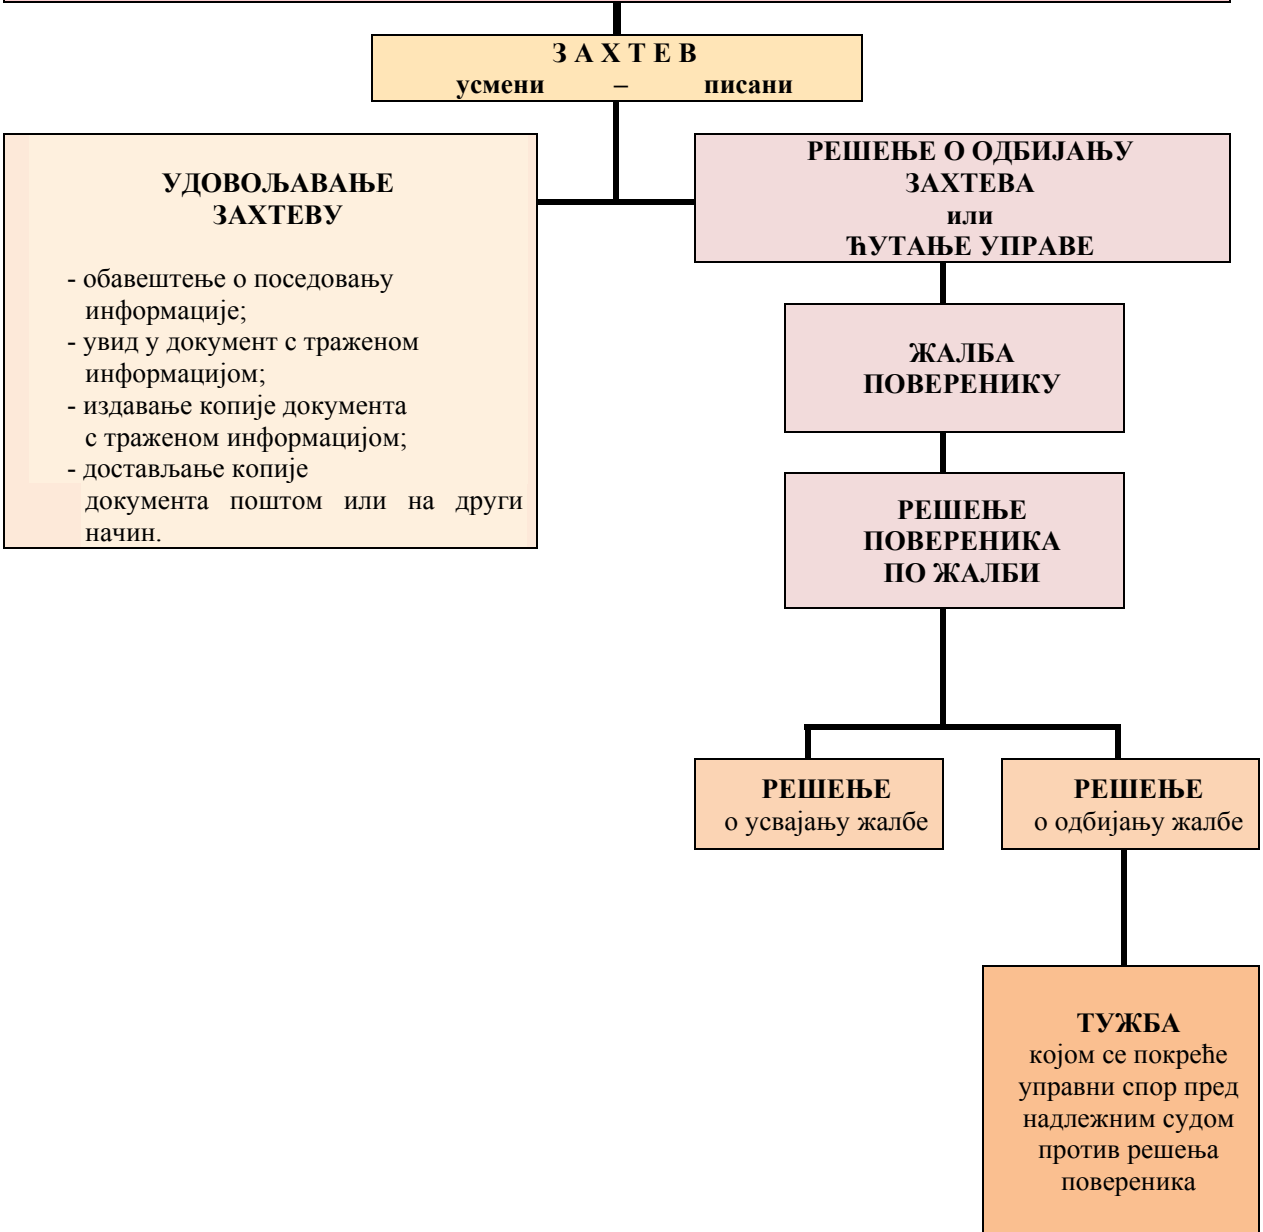 З А Х Т Е В
усмени – писани
УДОВОЉАВАЊЕ
ЗАХТЕВУ
- обавештење о поседовању
информације;
- увид у документ с траженом
информацијом;
- издавање копије документа
с траженом информацијом;
- достављање копије
документа поштом или на други
начин.
РЕШЕЊЕ О ОДБИЈАЊУ
ЗАХТЕВА
или
ЋУТАЊЕ УПРАВЕ
ЖАЛБА
ПОВЕРЕНИКУ
РЕШЕЊЕ
ПОВЕРЕНИКА
ПО ЖАЛБИ
РЕШЕЊЕ
о усвајању жалбе
РЕШЕЊЕ
о одбијању жалбе
ТУЖБА
којом се покреће
управни спор пред
надлежним судом
против решења
повереника